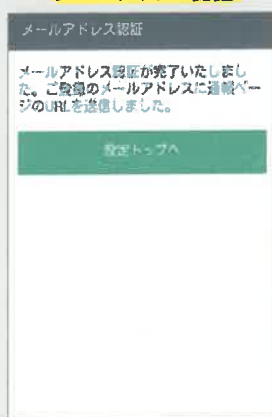 メールアドレス認証
メールアドレス認証が完了いたしまし
た。ご登録のメールアドレスに通報ペー
ジのURLを送信しました。
設定トップへ